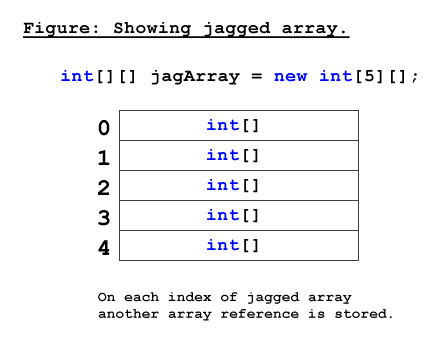 Figure: Showing jagged array.
int[][] jagArray = new int[5][];
0 int[]
1 int[]
2 int[]
3 int[]
4 int[]
On each index of jagged array
another array reference is stored.